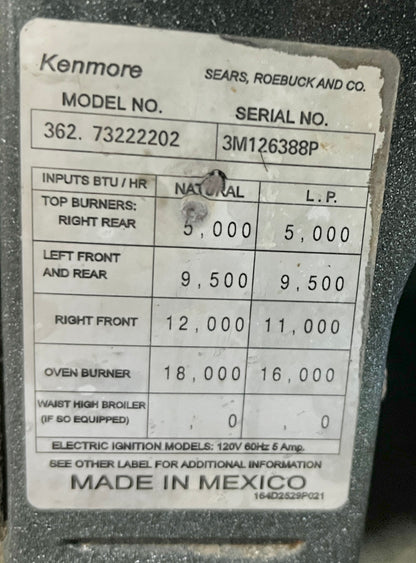 Kenmore SEARS, ROEBUCK AND CO.
MODEL NO. SERIAL NO.
362. 73222202 3M126388P
INPUTS BTU / HR NATURAL L.P.
TOP BURNERS:
RIGHT REAR 5,000 5,000
LEFT FRONT
AND REAR 9,500 9,500
RIGHT FRONT 12,000 11,000
OVEN BURNER 18,000 16,000
WAIST HIGH BROILER
(IF SO EQUIPPED) , 0 , 0
ELECTRIC IGNITION MODELS: 120V 60Hz 5 Amp.
SEE OTHER LABEL FOR ADDITIONAL INFORMATION
MADE IN MEXICO
164D2529P021